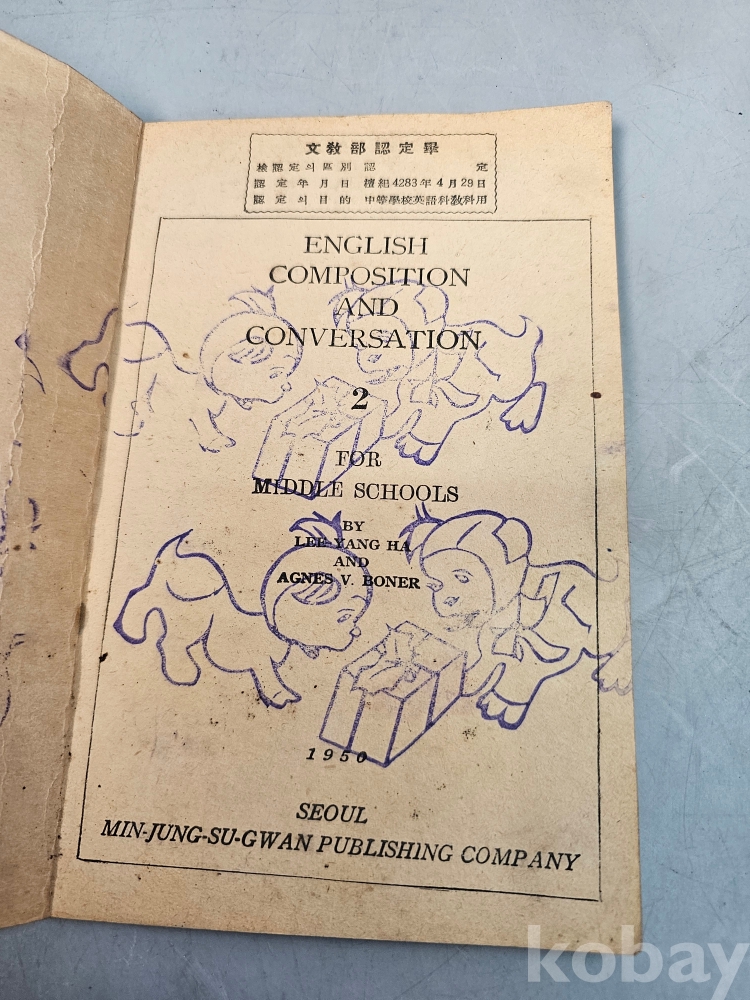 文敎部認定畢
檢認定의區別 認定
認定年月日 檀紀4283年4月29日
認定의目的 中等學校英語科敎科用
ENGLISH
COMPOSITION
AND
CONVERSATION
2
FOR
MIDDLE SCHOOLS
BY
LEE-YANG HA
AND
AGNES V. BONER
1950
SEOUL
MIN-JUNG-SU-GWAN PUBLISHING COMPANY
kobay